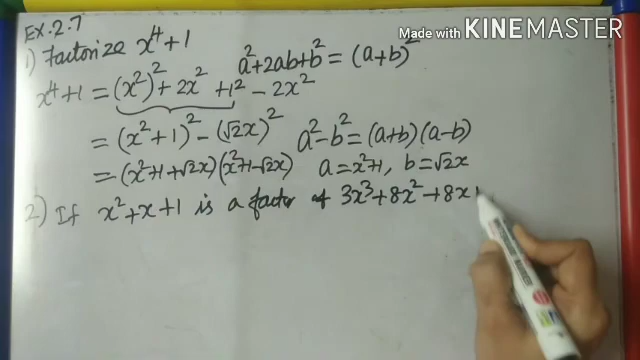 Made with KINEMASTER
Ex.2.7
1) Factorize x⁴+1
a²+2ab+b² = (a+b)²
x⁴+1 = (x²)²+2x²+1²-2x²
= (x²+1)²-(√2x)² a²-b²=(a+b)(a-b)
= (x²+1+√2x)(x²+1-√2x) a=x²+1, b=√2x
2) If x²+x+1 is a factor of 3x³+8x²+8x+